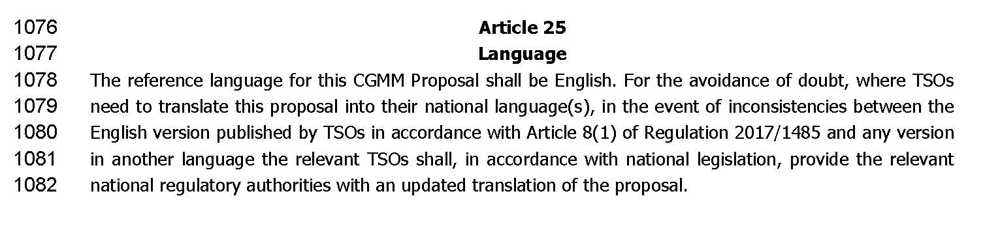 1076 Article 25
1077 Language
1078 The reference language for this CGMM Proposal shall be English. For the avoidance of doubt, where TSOs
1079 need to translate this proposal into their national language(s), in the event of inconsistencies between the
1080 English version published by TSOs in accordance with Article 8(1) of Regulation 2017/1485 and any version
1081 in another language the relevant TSOs shall, in accordance with national legislation, provide the relevant
1082 national regulatory authorities with an updated translation of the proposal.